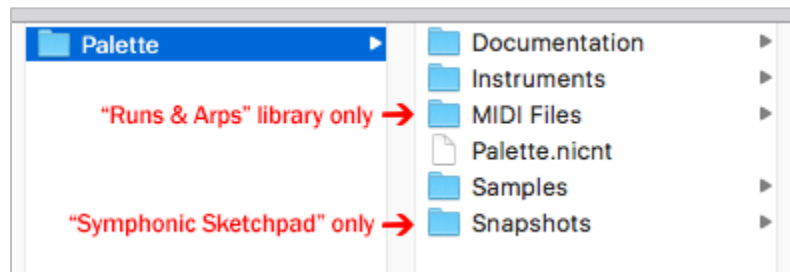 Palette
Documentation
Instruments
“Runs & Arps” library only
MIDI Files
Palette.nicnt
Samples
“Symphonic Sketchpad” only
Snapshots